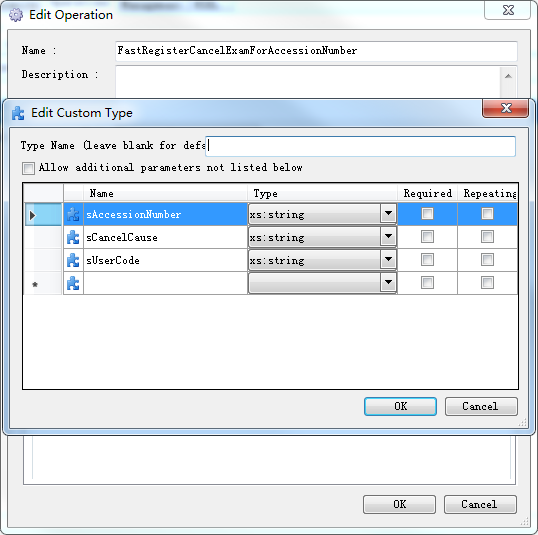 Edit Operation
Name :
FastRegisterCancelExamForAccessionNumber
Description :
Edit Custom Type
Type Name (leave blank for defa
Allow additional parameters not listed below
Name Type Required Repeating
sAccessionNumber xs:string
sCancelCause xs:string
sUserCode xs:string
*
OK Cancel
OK Cancel